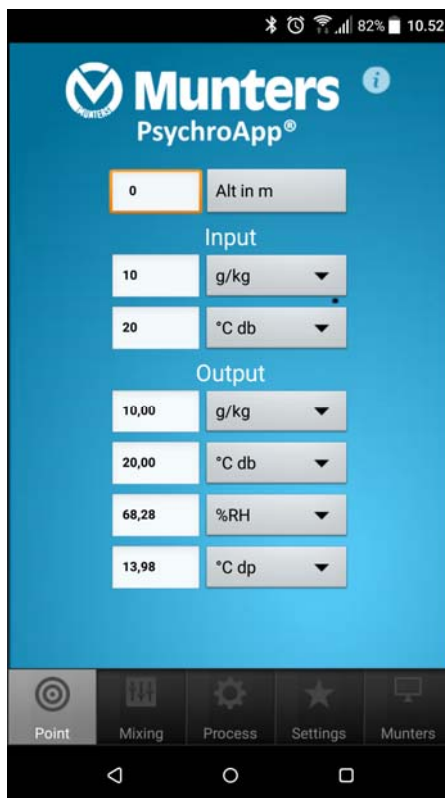 82% 10.52
MUNTERS
Munters
i
PsychroApp®
0 Alt in m
Input
10 g/kg
20 °C db
Output
10,00 g/kg
20,00 °C db
68,28 %RH
13,98 °C dp
Point Mixing Process Settings Munters